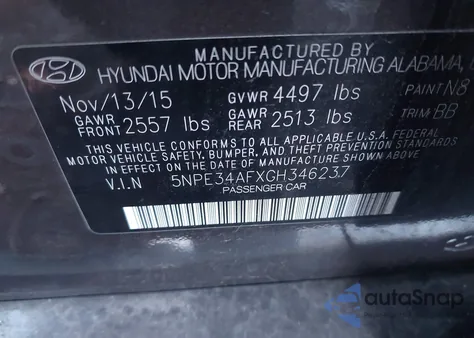 MANUFACTURED BY
HYUNDAI MOTOR MANUFACTURING ALABAMA,
Nov/13/15 GVWR 4497 lbs PAINT N8
GAWR FRONT 2557 lbs GAWR REAR 2513 lbs TRIM BB
THIS VEHICLE CONFORMS TO ALL APPLICABLE U.S.A. FEDERAL
MOTOR VEHICLE SAFETY, BUMPER, AND THEFT PREVENTION STANDARDS
IN EFFECT ON THE DATE OF MANUFACTURE SHOWN ABOVE.
V.I.N 5NPE34AFXGH346237
PASSENGER CAR
autoSnap